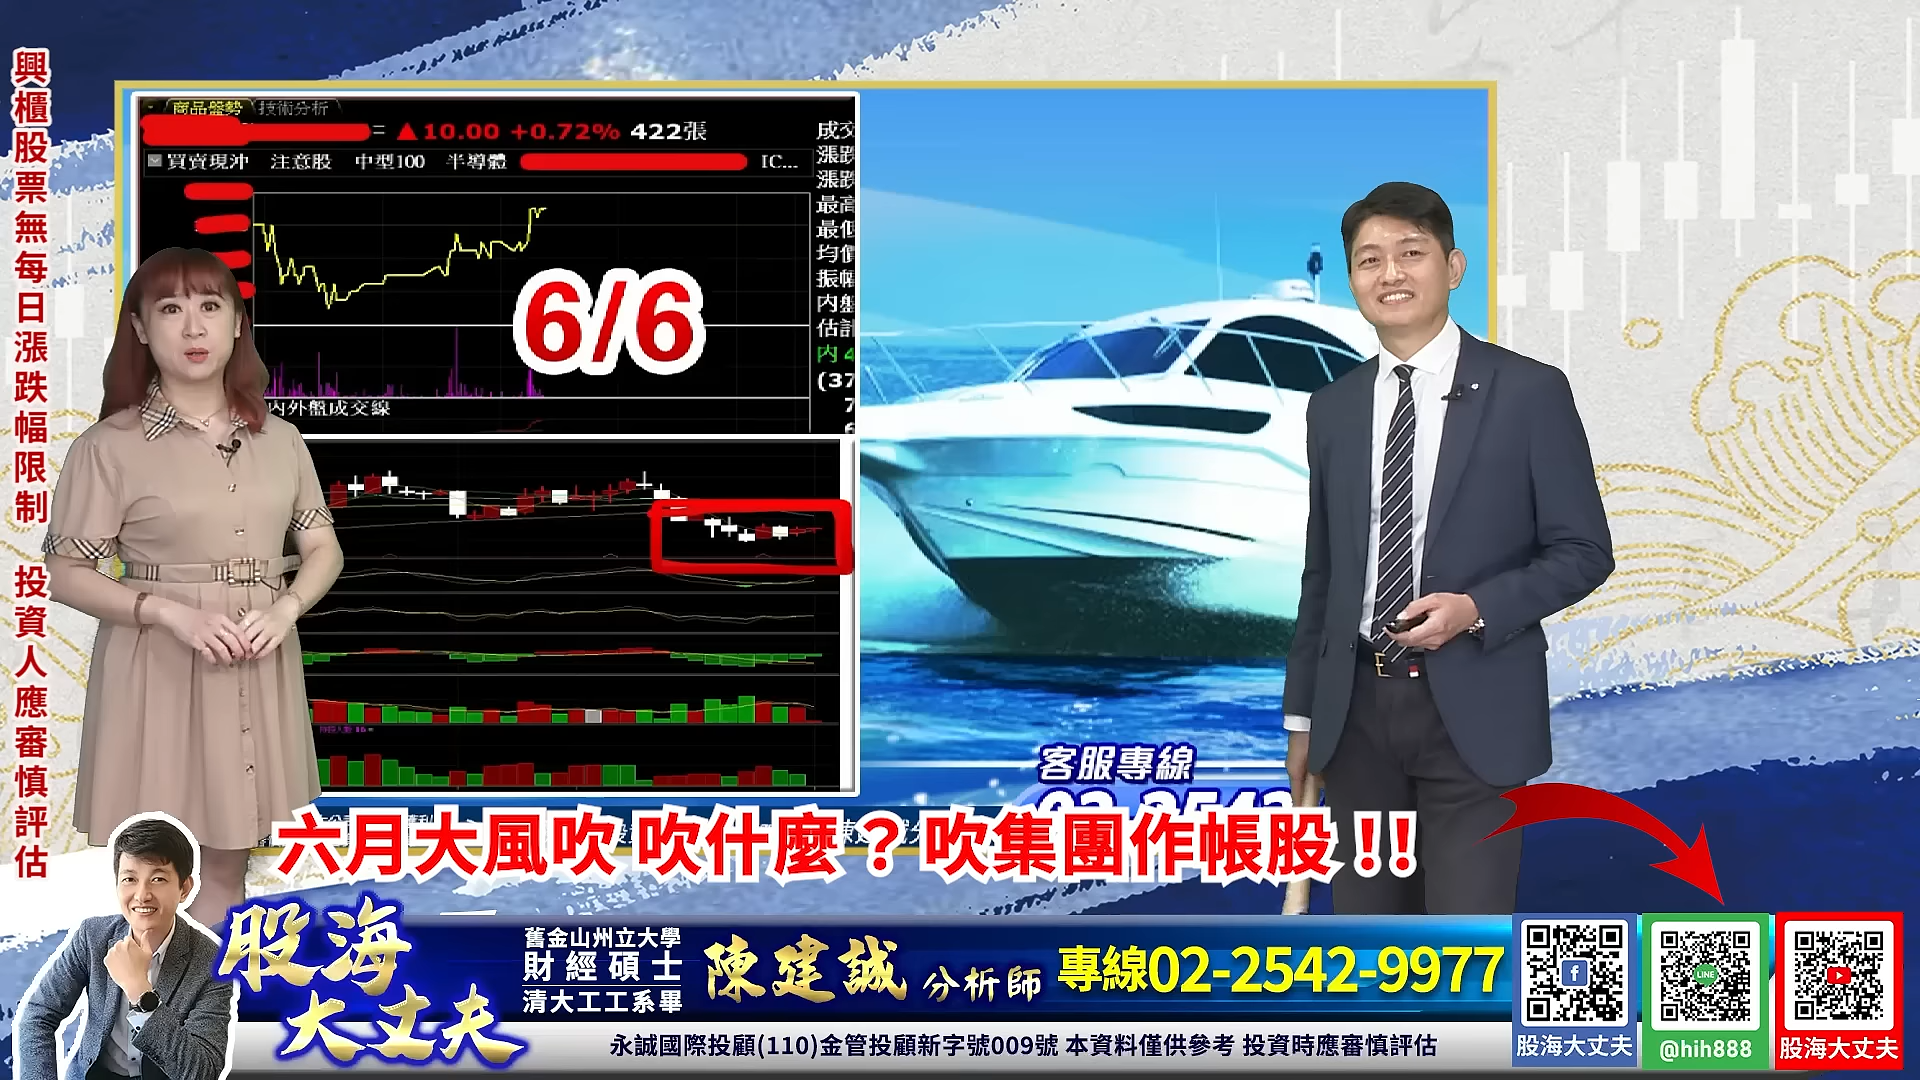 興櫃股票無每日漲跌幅限制 投資人應審慎評估
商品盤勢 技術分析
= ▲10.00 +0.72% 422張
買賣現沖 注意股 中型100 半導體 IC...
成交
漲跌
漲跌
最高
最低
均價
振幅
內盤
估計
內 4
(37
內外盤成交線
6/6
客服專線
02-2543
六月大風吹 吹什麼？吹集團作帳股!!
股海大丈夫
舊金山州立大學
財經碩士
清大工工系畢
陳建誠 分析師
專線02-2542-9977
永誠國際投顧(110)金管投顧新字號009號 本資料僅供參考 投資時應審慎評估
f
股海大丈夫
LINE
@hih888
股海大丈夫